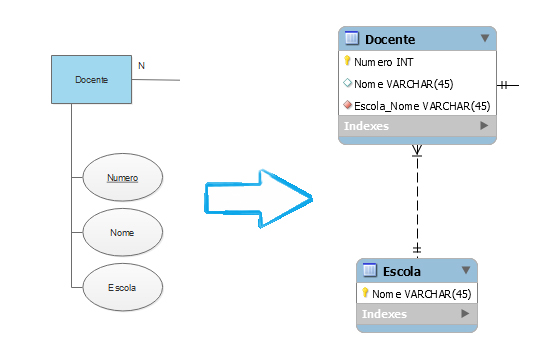 Docente
N
Numero
Nome
Escola
Docente
Numero INT
Nome VARCHAR(45)
Escola_Nome VARCHAR(45)
Indexes
Escola
Nome VARCHAR(45)
Indexes